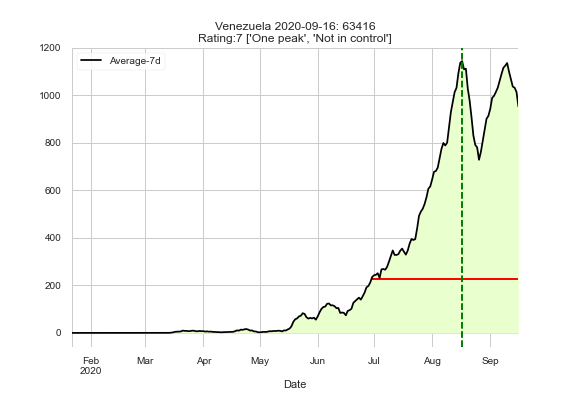 Venezuela 2020-09-16: 63416
Rating:7 ['One peak', 'Not in control']
1200
Average-7d
1000
800
600
400
200
0
Feb Mar Apr May Jun Jul Aug Sep
2020
Date